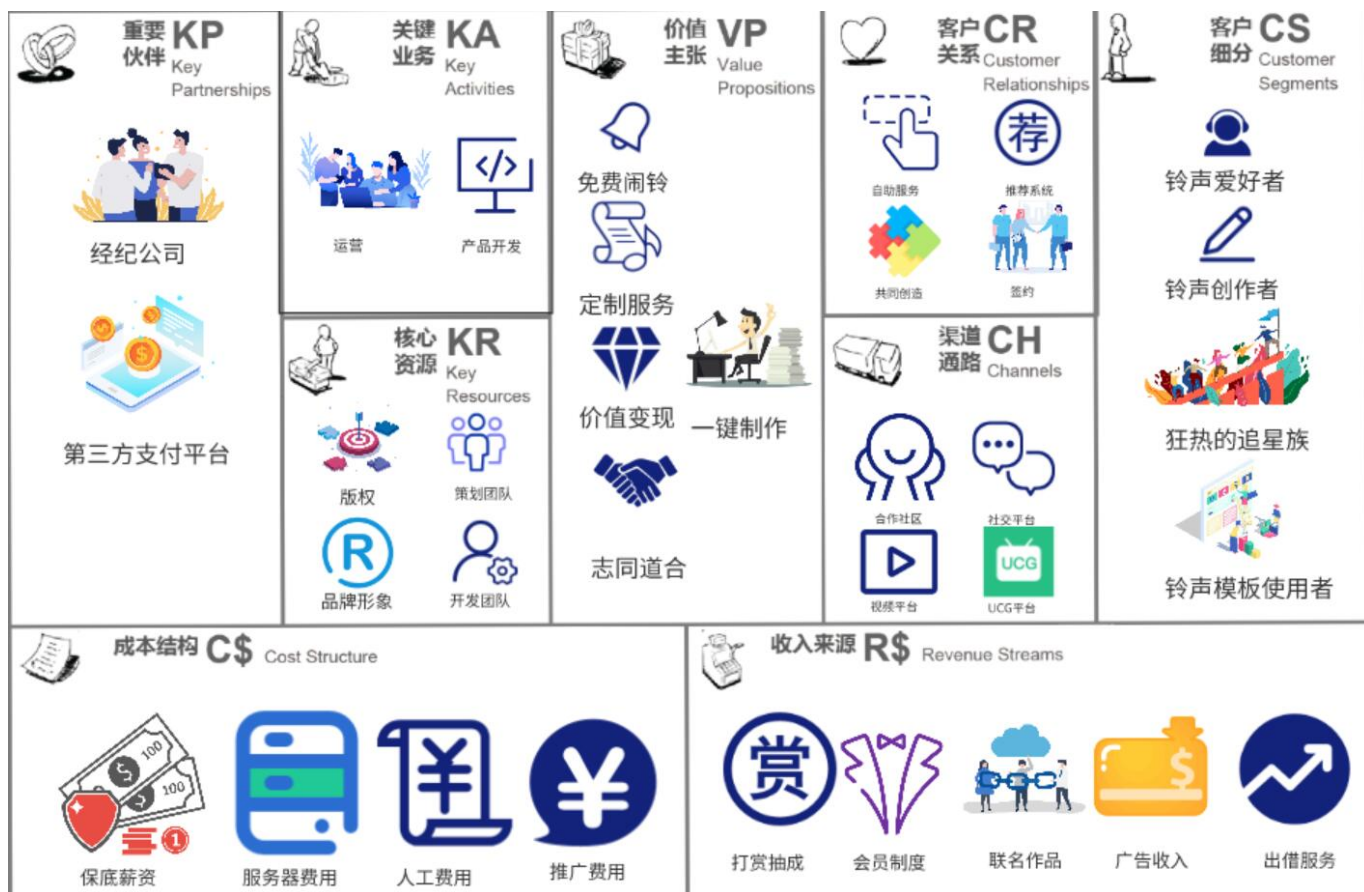 重要
伙伴 KP
Key
Partnerships
经纪公司
第三方支付平台
关键
业务 KA
Key
Activities
</>
运营
产品开发
核心
资源 KR
Key
Resources
版权
策划团队
R
品牌形象
开发团队
价值
主张 VP
Value
Propositions
免费闹铃
定制服务
价值变现
一键制作
志同道合
客户
关系 CR
Customer
Relationships
荐
自助服务
推荐系统
共同创造
签约
渠道
通路 CH
Channels
合作社区
社交平台
UCG
视频平台
UCG平台
客户
细分 CS
Customer
Segments
铃声爱好者
铃声创作者
狂热的追星族
铃声模板使用者
成本结构 C$ Cost Structure
100
$
100
$
1
¥
¥
保底薪资
服务器费用
人工费用
推广费用
收入来源 R$ Revenue Streams
赏
$
打赏抽成
会员制度
联名作品
广告收入
出借服务